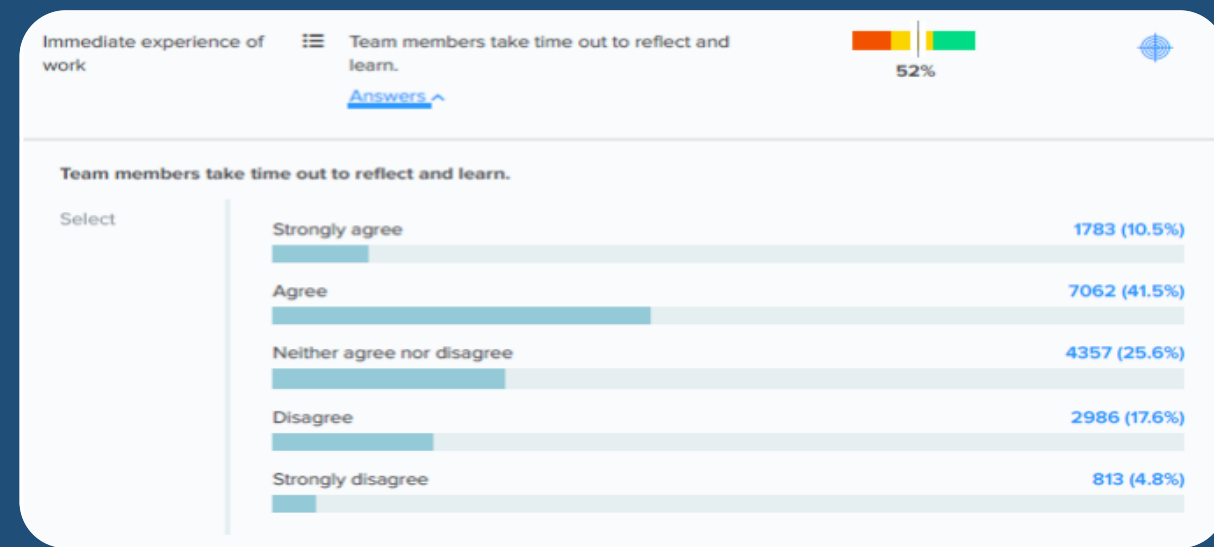 Immediate experience of
work
Team members take time out to reflect and
learn.
Answers
52%
Team members take time out to reflect and learn.
Select
Strongly agree 1783 (10.5%)
Agree 7062 (41.5%)
Neither agree nor disagree 4357 (25.6%)
Disagree 2986 (17.6%)
Strongly disagree 813 (4.8%)